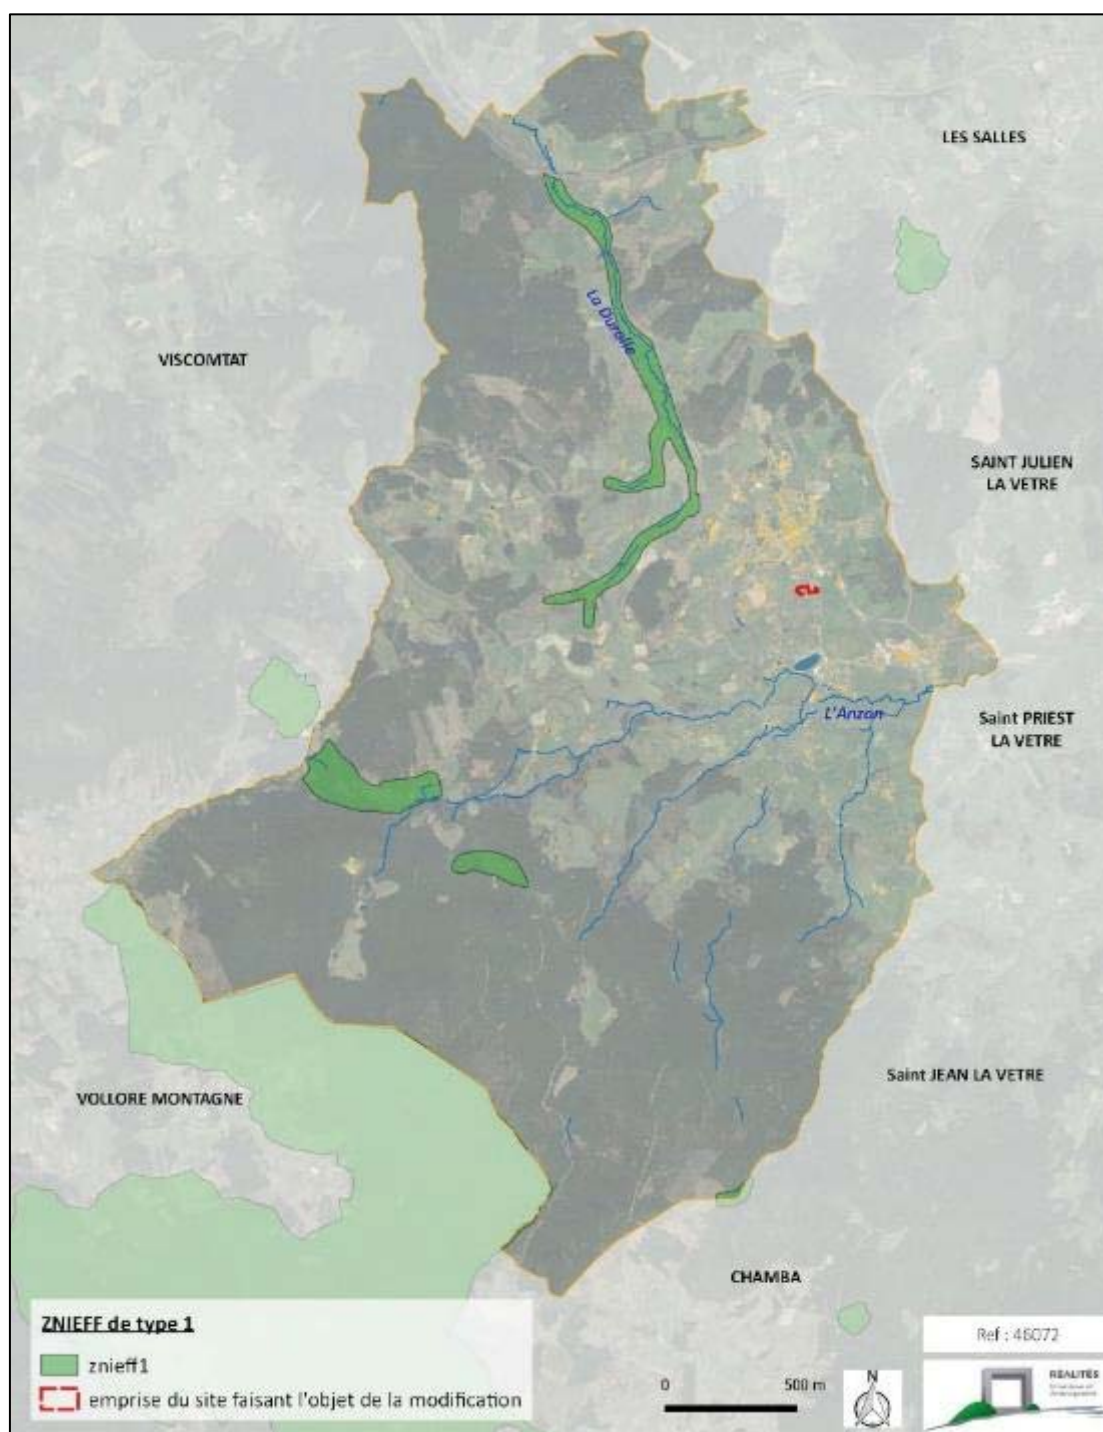 LES SALLES
VISCOMTAT
La Durolle
SAINT JULIEN
LA VETRE
Saint PRIEST
LA VETRE
L'Anzon
Saint JEAN LA VETRE
VOLLORE MONTAGNE
CHAMBA
ZNIEFF de type 1
znieff1
emprise du site faisant l'objet de la modification
0 500 m
N
Ref : 46072
REALITÉS